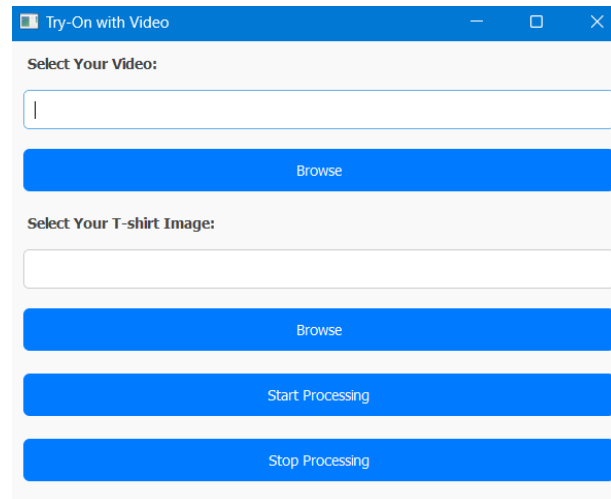 Try-On with Video
Select Your Video:
Browse
Select Your T-shirt Image:
Browse
Start Processing
Stop Processing